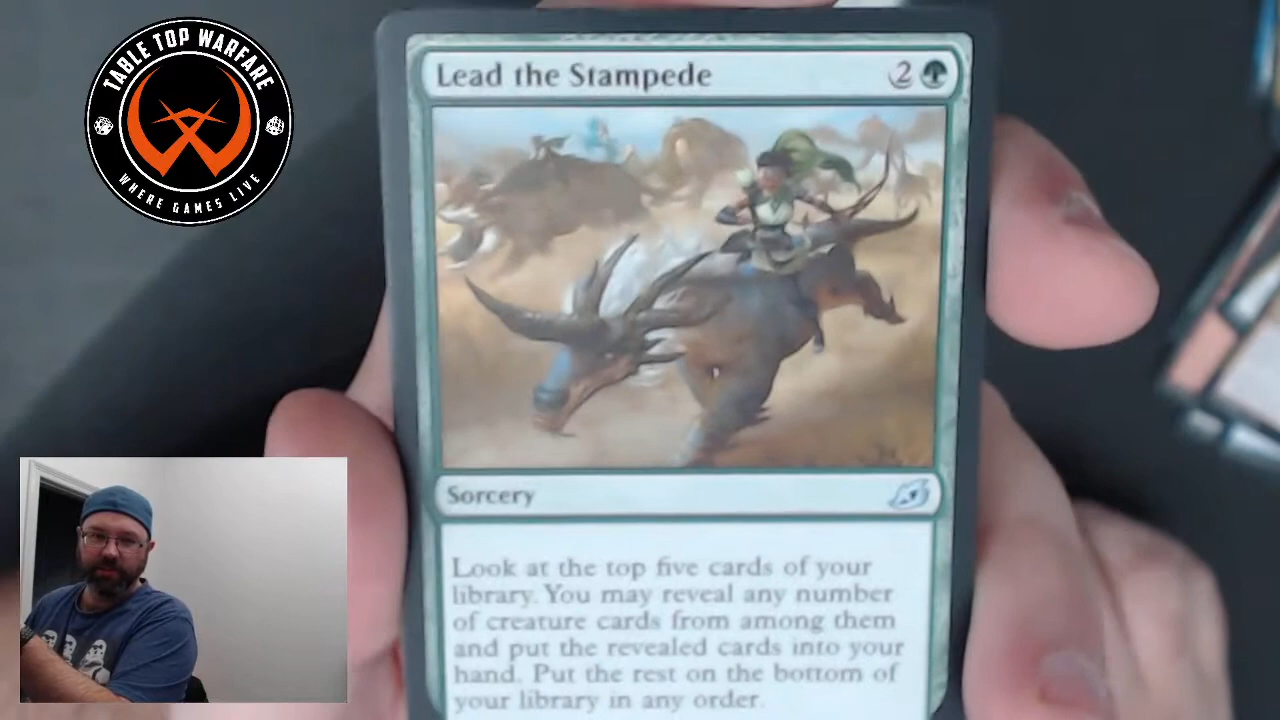 TABLE TOP WARFARE
WHERE GAMES LIVE
Lead the Stampede 2
Sorcery
Look at the top five cards of your
library. You may reveal any number
of creature cards from among them
and put the revealed cards into your
hand. Put the rest on the bottom of
your library in any order.